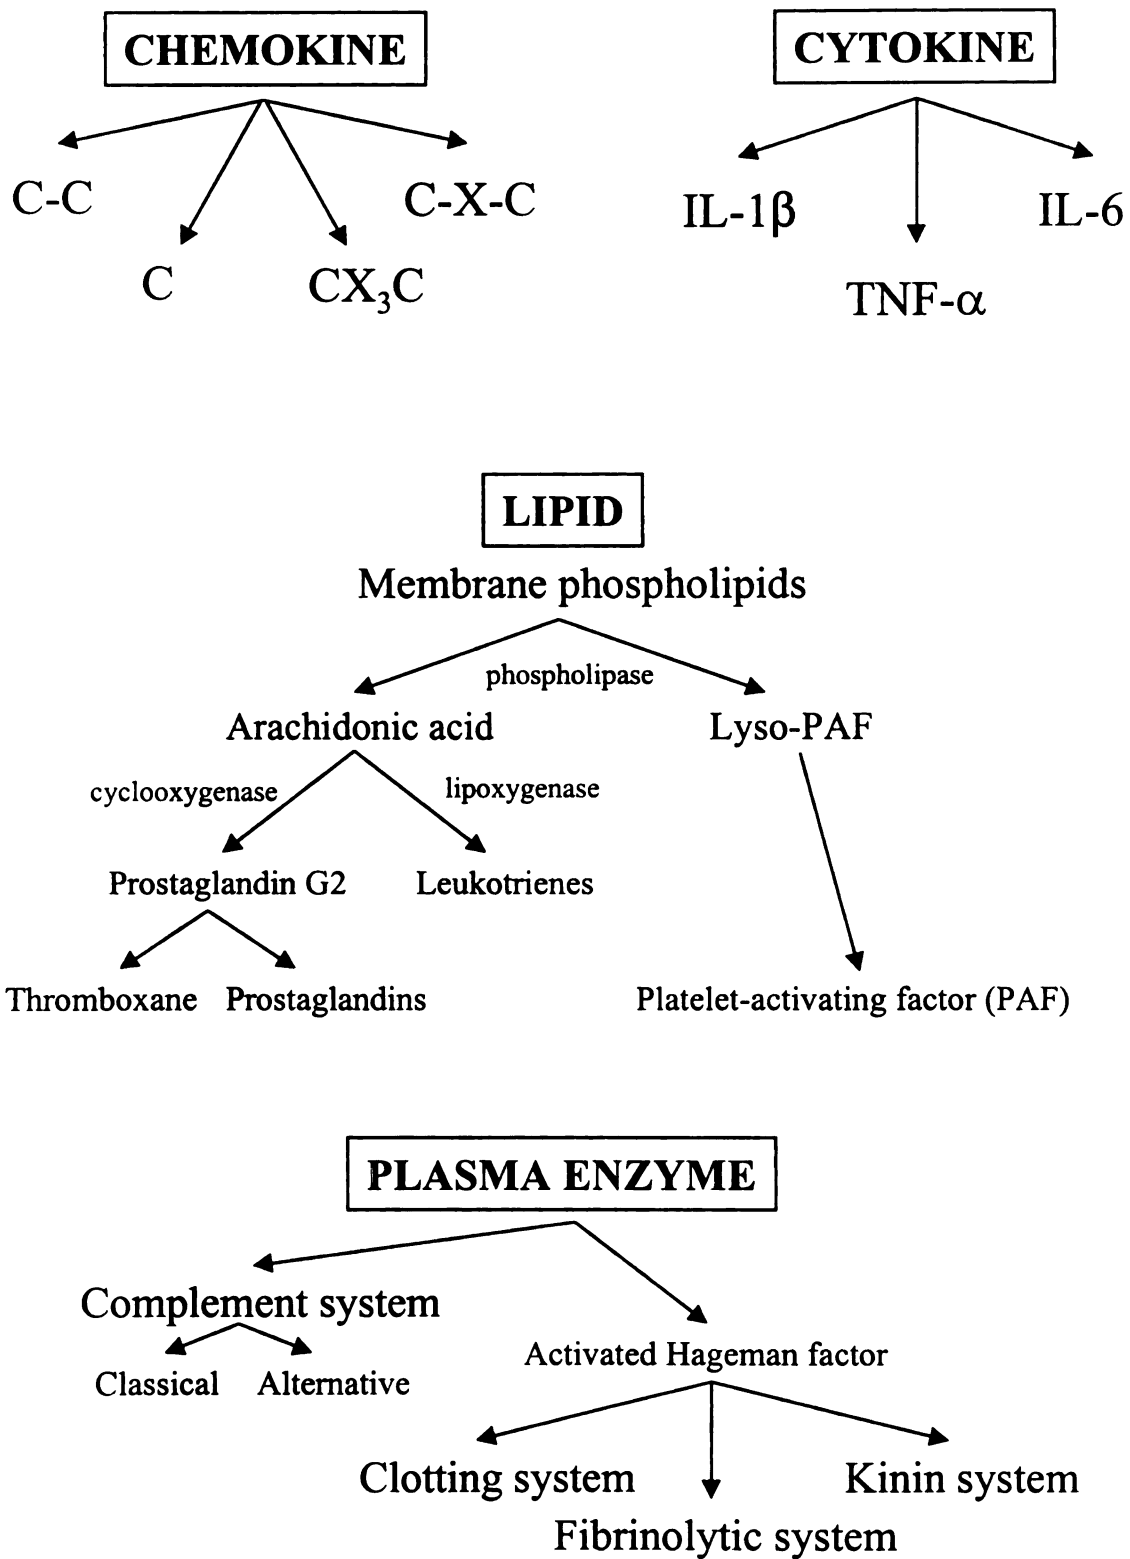 CHEMOKINE
CYTOKINE
C-C
C
CX₃C
C-X-C
IL-1β
TNF-α
IL-6
LIPID
Membrane phospholipids
phospholipase
Arachidonic acid
Lyso-PAF
cyclooxygenase
lipoxygenase
Prostaglandin G2
Leukotrienes
Thromboxane
Prostaglandins
Platelet-activating factor (PAF)
PLASMA ENZYME
Complement system
Classical
Alternative
Activated Hageman factor
Clotting system
Fibrinolytic system
Kinin system